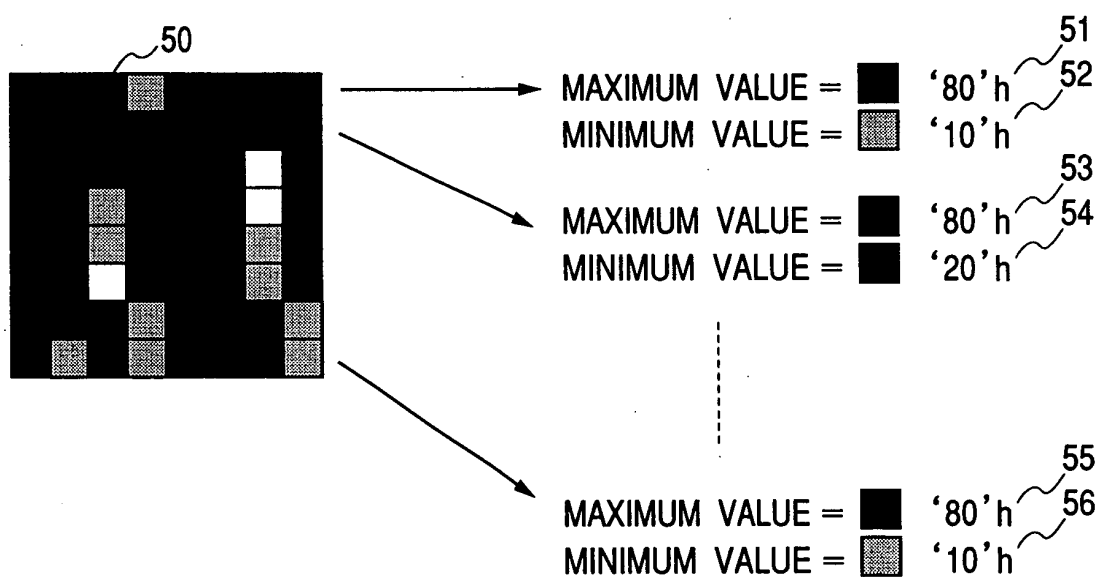 50
MAXIMUM VALUE = ‘80’h 51
MINIMUM VALUE = ‘10’h 52
MAXIMUM VALUE = ‘80’h 53
MINIMUM VALUE = ‘20’h 54
MAXIMUM VALUE = ‘80’h 55
MINIMUM VALUE = ‘10’h 56